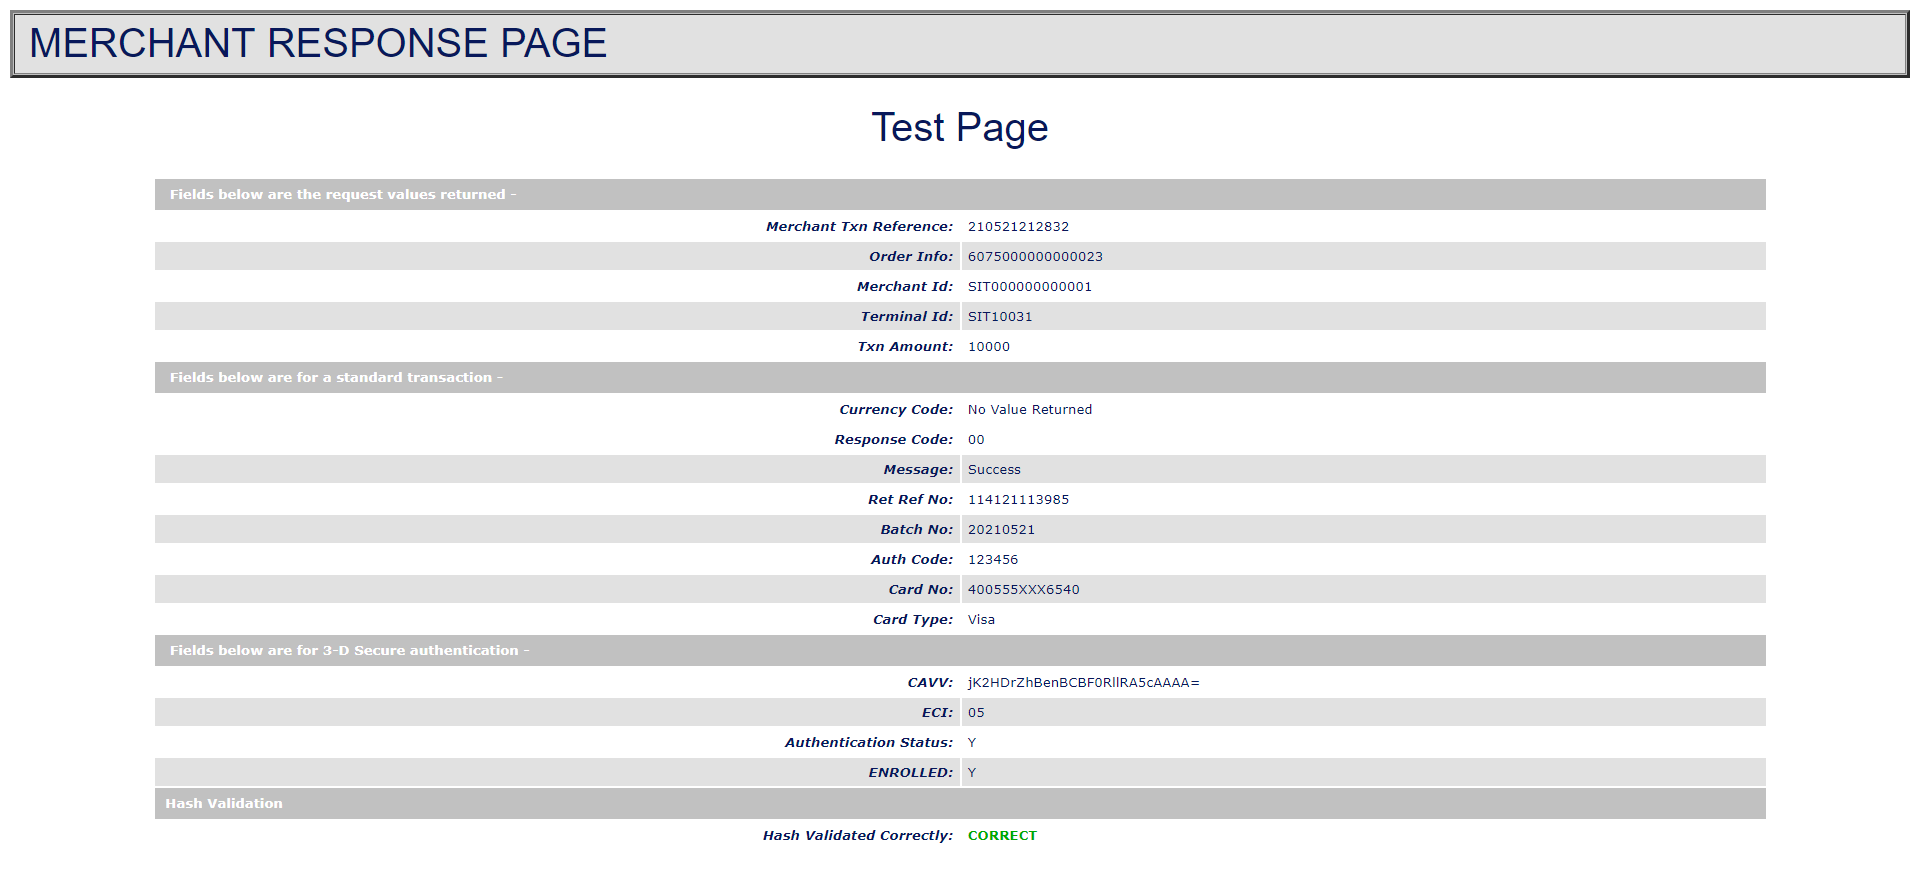 MERCHANT RESPONSE PAGE
Test Page
Fields below are the request values returned -
Merchant Txn Reference: 210521212832
Order Info: 6075000000000023
Merchant Id: SIT000000000001
Terminal Id: SIT10031
Txn Amount: 10000
Fields below are for a standard transaction -
Currency Code: No Value Returned
Response Code: 00
Message: Success
Ret Ref No: 114121113985
Batch No: 20210521
Auth Code: 123456
Card No: 400555XXX6540
Card Type: Visa
Fields below are for 3-D Secure authentication -
CAVV: jK2HDrZhBenBCBF0RllRA5cAAAA=
ECI: 05
Authentication Status: Y
ENROLLED: Y
Hash Validation
Hash Validated Correctly: CORRECT